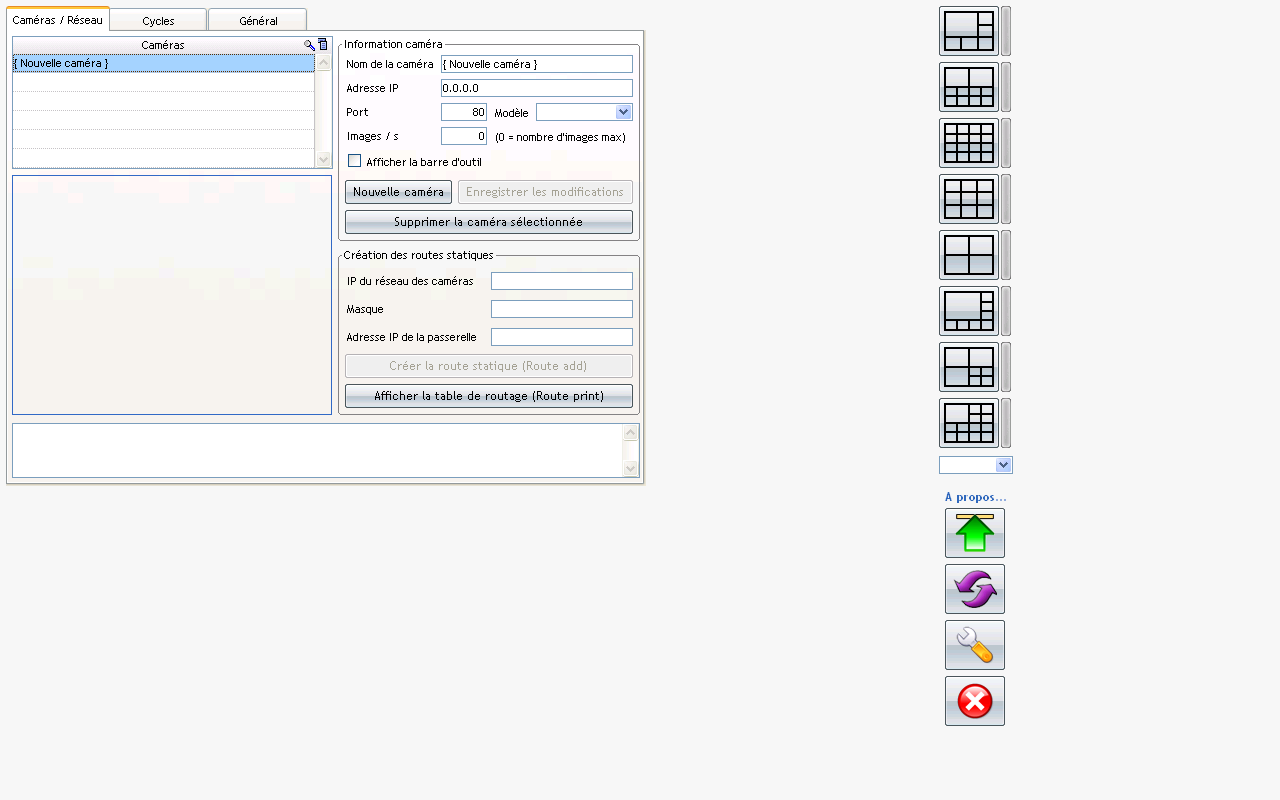 Caméras / Réseau
Cycles
Général
Caméras
{ Nouvelle caméra }
Information caméra
Nom de la caméra
{ Nouvelle caméra }
Adresse IP
0.0.0.0
Port
80
Modèle
Images / s
0
(0 = nombre d'images max)
Afficher la barre d'outil
Nouvelle caméra
Enregistrer les modifications
Supprimer la caméra sélectionnée
Création des routes statiques
IP du réseau des caméras
Masque
Adresse IP de la passerelle
Créer la route statique (Route add)
Afficher la table de routage (Route print)
A propos...